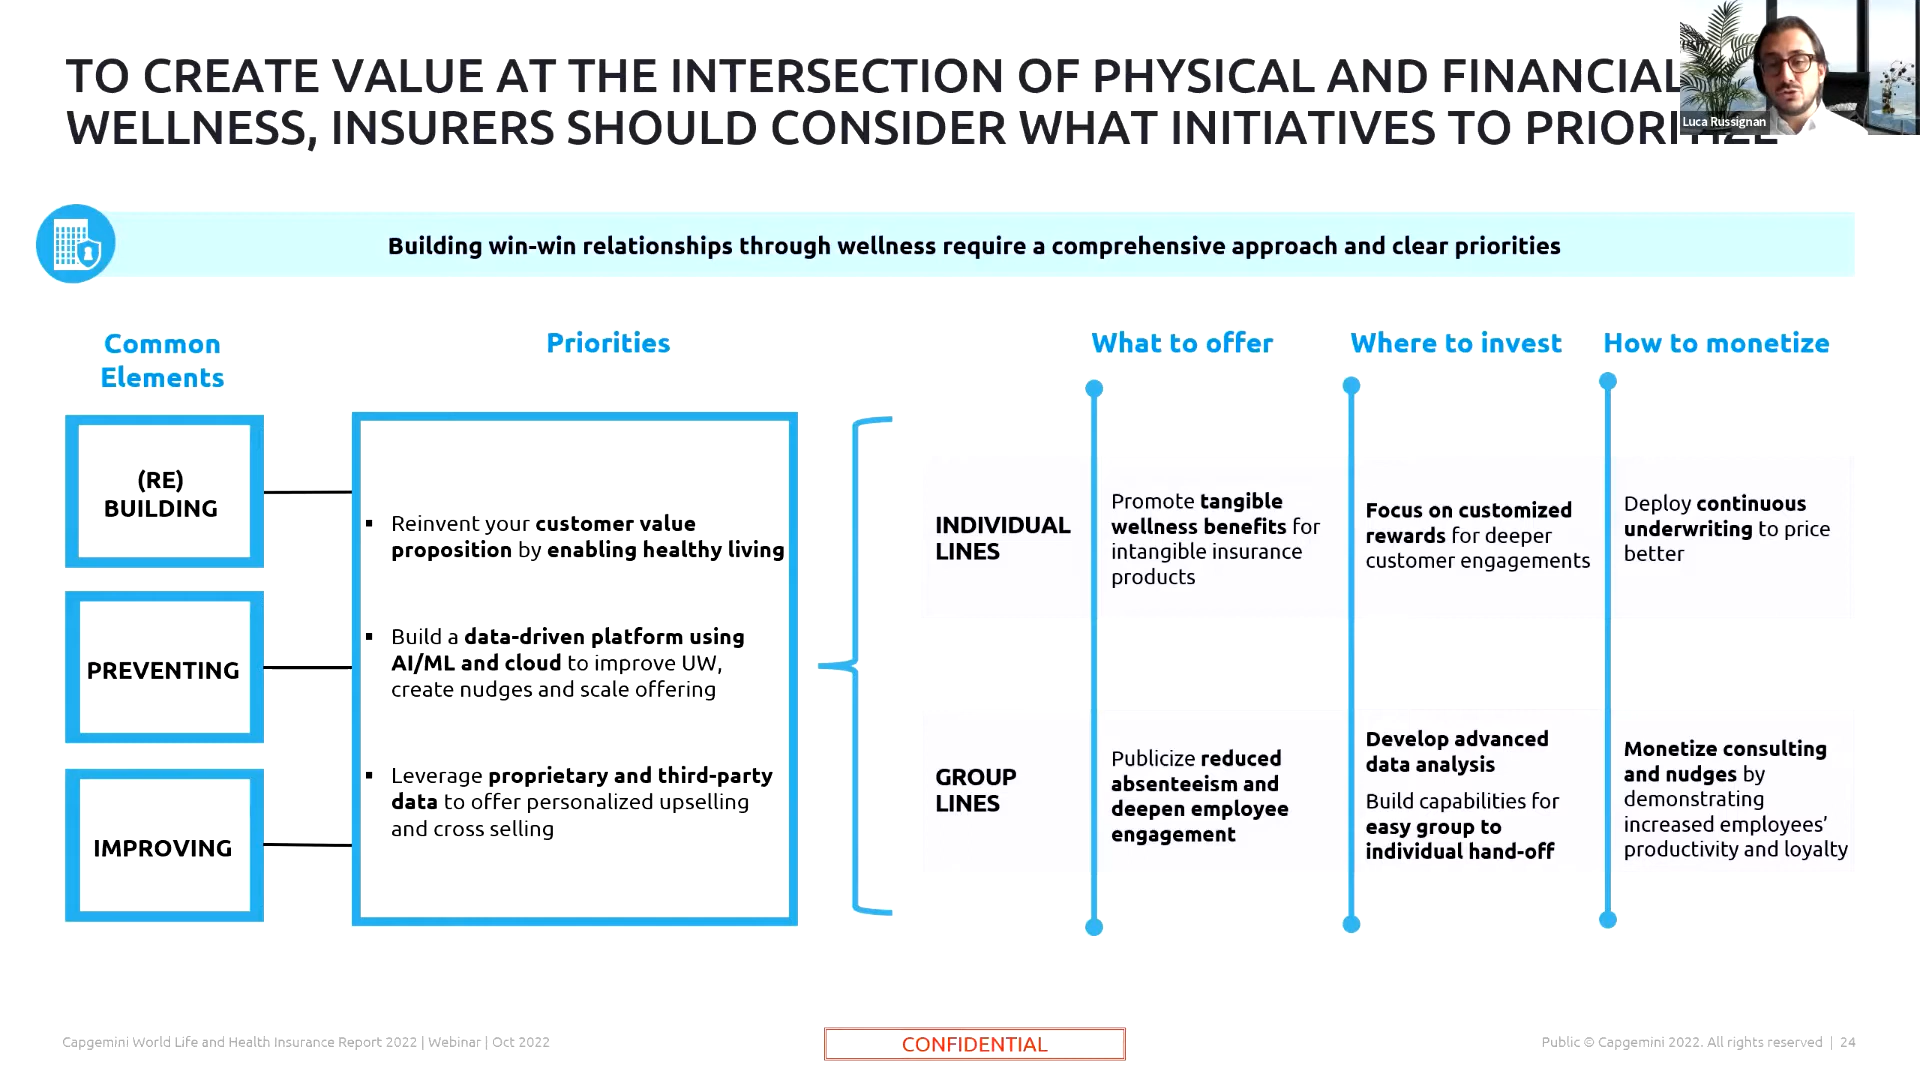 TO CREATE VALUE AT THE INTERSECTION OF PHYSICAL AND FINANCIAL
WELLNESS, INSURERS SHOULD CONSIDER WHAT INITIATIVES TO PRIORITIZE
Luca Russignan
Building win-win relationships through wellness require a comprehensive approach and clear priorities
Common
Elements
(RE)
BUILDING
PREVENTING
IMPROVING
Priorities
▪ Reinvent your customer value
proposition by enabling healthy living
▪ Build a data-driven platform using
AI/ML and cloud to improve UW,
create nudges and scale offering
▪ Leverage proprietary and third-party
data to offer personalized upselling
and cross selling
What to offer
Where to invest
How to monetize
INDIVIDUAL
LINES
Promote tangible
wellness benefits for
intangible insurance
products
Focus on customized
rewards for deeper
customer engagements
Deploy continuous
underwriting to price
better
GROUP
LINES
Publicize reduced
absenteeism and
deepen employee
engagement
Develop advanced
data analysis
Build capabilities for
easy group to
individual hand-off
Monetize consulting
and nudges by
demonstrating
increased employees’
productivity and loyalty
Capgemini World Life and Health Insurance Report 2022 | Webinar | Oct 2022
CONFIDENTIAL
Public © Capgemini 2022. All rights reserved | 24